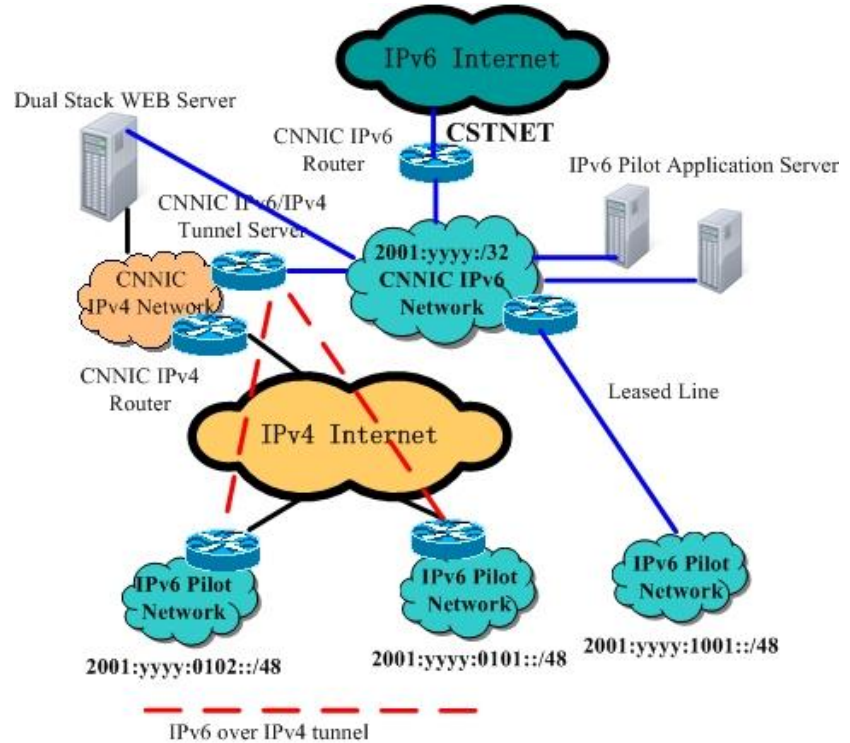 IPv6 Internet
Dual Stack WEB Server
CNNIC IPv6
Router
CSTNET
IPv6 Pilot Application Server
CNNIC IPv6/IPv4
Tunnel Server
2001:yyyy:/32
CNNIC IPv6
Network
CNNIC
IPv4 Network
CNNIC IPv4
Router
Leased Line
IPv4 Internet
IPv6 Pilot
Network
2001:yyyy:0102::/48
IPv6 Pilot
Network
2001:yyyy:0101::/48
IPv6 Pilot
Network
2001:yyyy:1001::/48
IPv6 over IPv4 tunnel